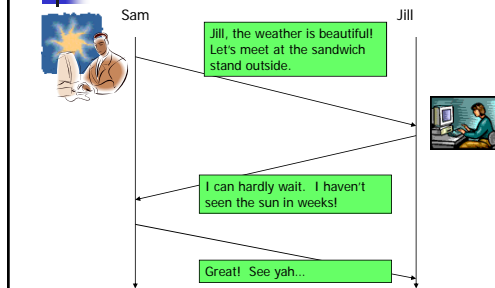 Sam
Jill
Jill, the weather is beautiful!
Let's meet at the sandwich
stand outside.
I can hardly wait. I haven't
seen the sun in weeks!
Great! See yah...